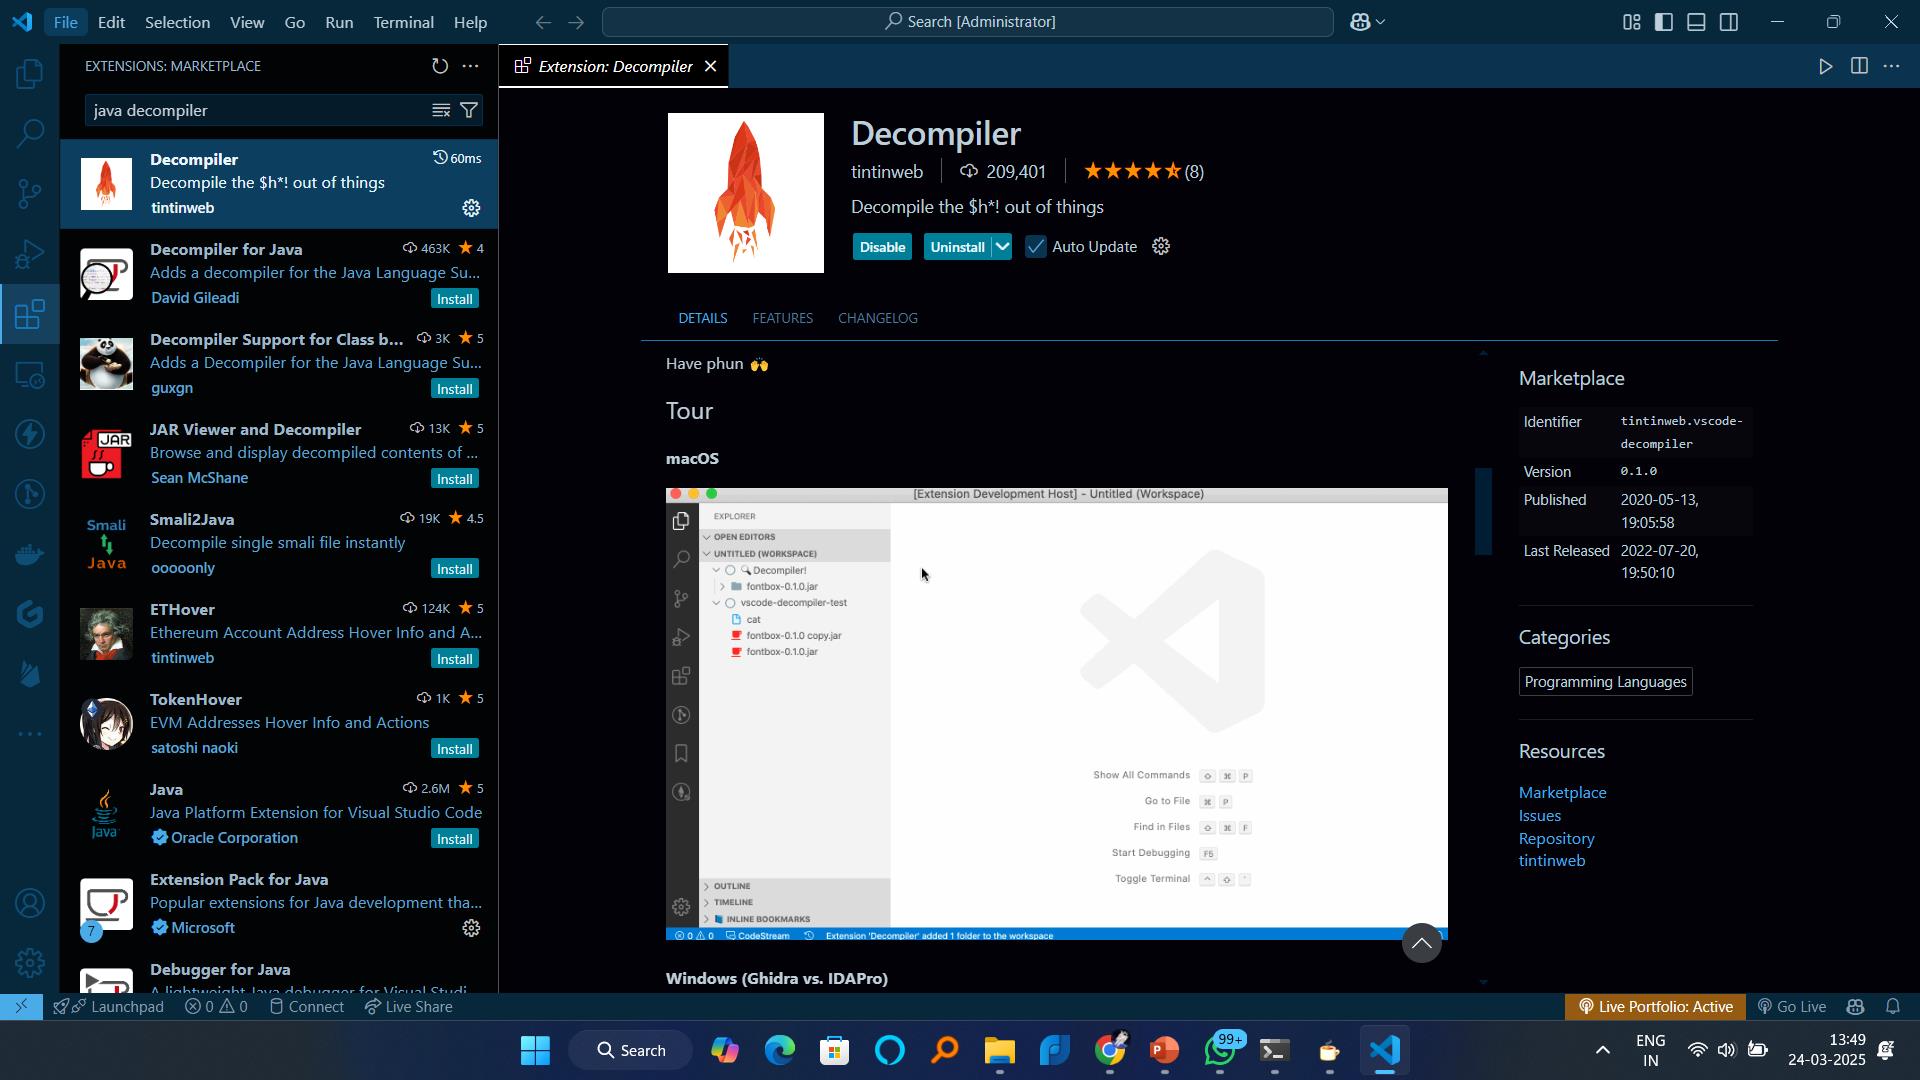 File Edit Selection View Go Run Terminal Help
Search [Administrator]
EXTENSIONS: MARKETPLACE
java decompiler
Decompiler
60ms
Decompile the $h*! out of things
tintinweb
Decompiler for Java
463K 4
Adds a decompiler for the Java Language Su...
David Gileadi
Install
Decompiler Support for Class b...
3K 5
Adds a Decompiler for the Java Language Su...
guxgn
Install
JAR
JAR Viewer and Decompiler
13K 5
Browse and display decompiled contents of ...
Sean McShane
Install
Smali
Java
Smali2Java
19K 4.5
Decompile single smali file instantly
ooooonly
Install
ETHover
124K 5
Ethereum Account Address Hover Info and A...
tintinweb
Install
TokenHover
1K 5
EVM Addresses Hover Info and Actions
satoshi naoki
Install
Java
Java
2.6M 5
Java Platform Extension for Visual Studio Code
Oracle Corporation
Install
Extension Pack for Java
Popular extensions for Java development tha...
7
Microsoft
Debugger for Java
A lightweight Java debugger for Visual Studi...
Extension: Decompiler
Decompiler
tintinweb
209,401
(8)
Decompile the $h*! out of things
Disable
Uninstall
Auto Update
DETAILS FEATURES CHANGELOG
Have phun 🙌
Tour
macOS
[Extension Development Host] - Untitled (Workspace)
EXPLORER
OPEN EDITORS
UNTITLED (WORKSPACE)
Decompiler!
fontbox-0.1.0.jar
vscode-decompiler-test
cat
fontbox-0.1.0 copy.jar
fontbox-0.1.0.jar
Show All Commands ⇧ ⌘ P
Go to File ⌘ P
Find in Files ⇧ ⌘ F
Start Debugging F5
Toggle Terminal ^ ⇧ `
OUTLINE
TIMELINE
INLINE BOOKMARKS
0 0 CodeStream Extension 'Decompiler' added 1 folder to the workspace
Windows (Ghidra vs. IDAPro)
Marketplace
Identifier tintinweb.vscode-
decompiler
Version 0.1.0
Published 2020-05-13,
19:05:58
Last Released 2022-07-20,
19:50:10
Categories
Programming Languages
Resources
Marketplace
Issues
Repository
tintinweb
Launchpad 0 0 Connect Live Share
Live Portfolio: Active
Go Live
Search
99+
ENG
IN
13:49
24-03-2025